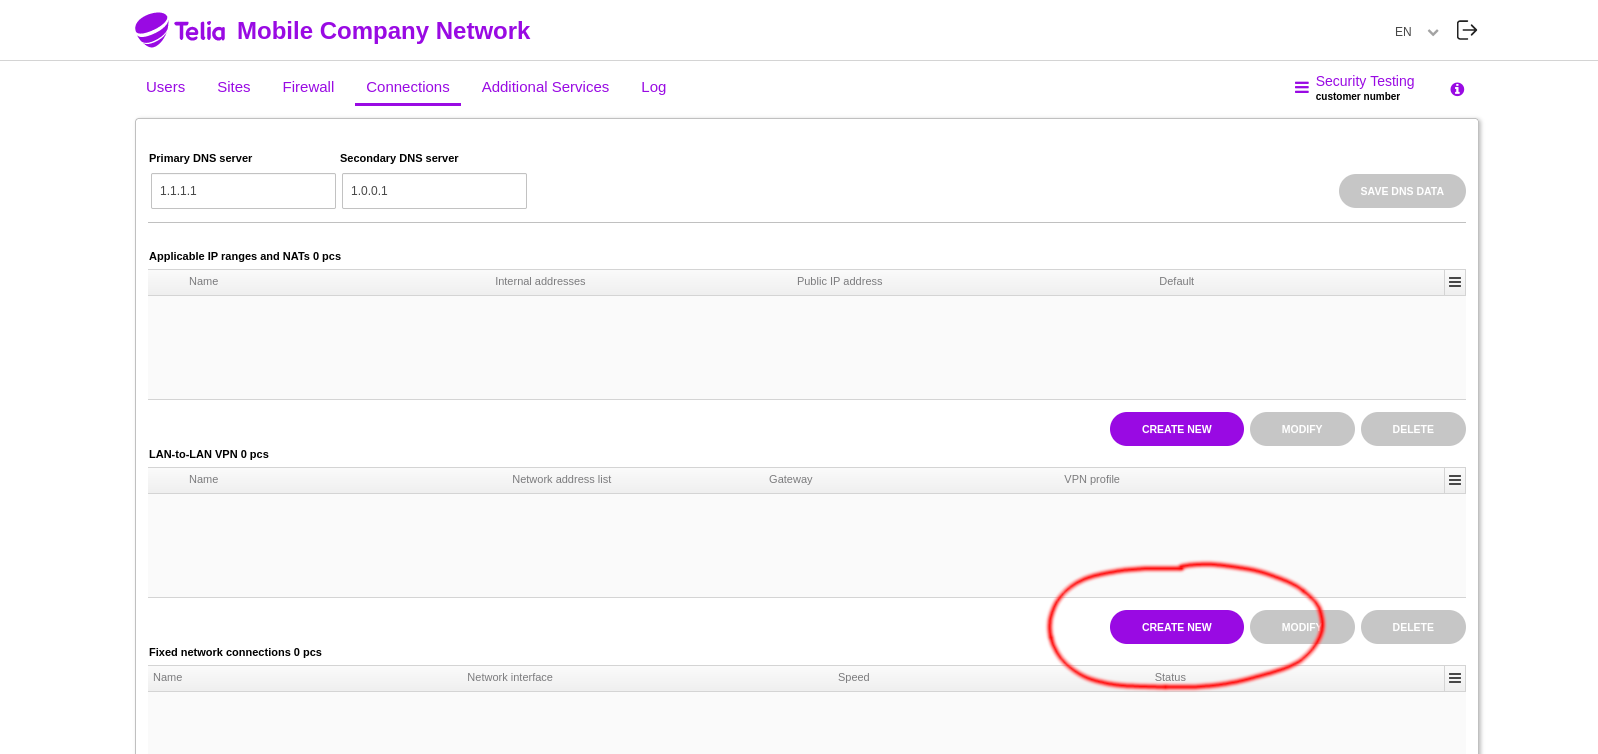 Telia Mobile Company Network
EN
Users Sites Firewall Connections Additional Services Log
Security Testing
customer number
Primary DNS server Secondary DNS server
1.1.1.1 1.0.0.1 SAVE DNS DATA
Applicable IP ranges and NATs 0 pcs
Name Internal addresses Public IP address Default
CREATE NEW MODIFY DELETE
LAN-to-LAN VPN 0 pcs
Name Network address list Gateway VPN profile
CREATE NEW MODIFY DELETE
Fixed network connections 0 pcs
Name Network interface Speed Status